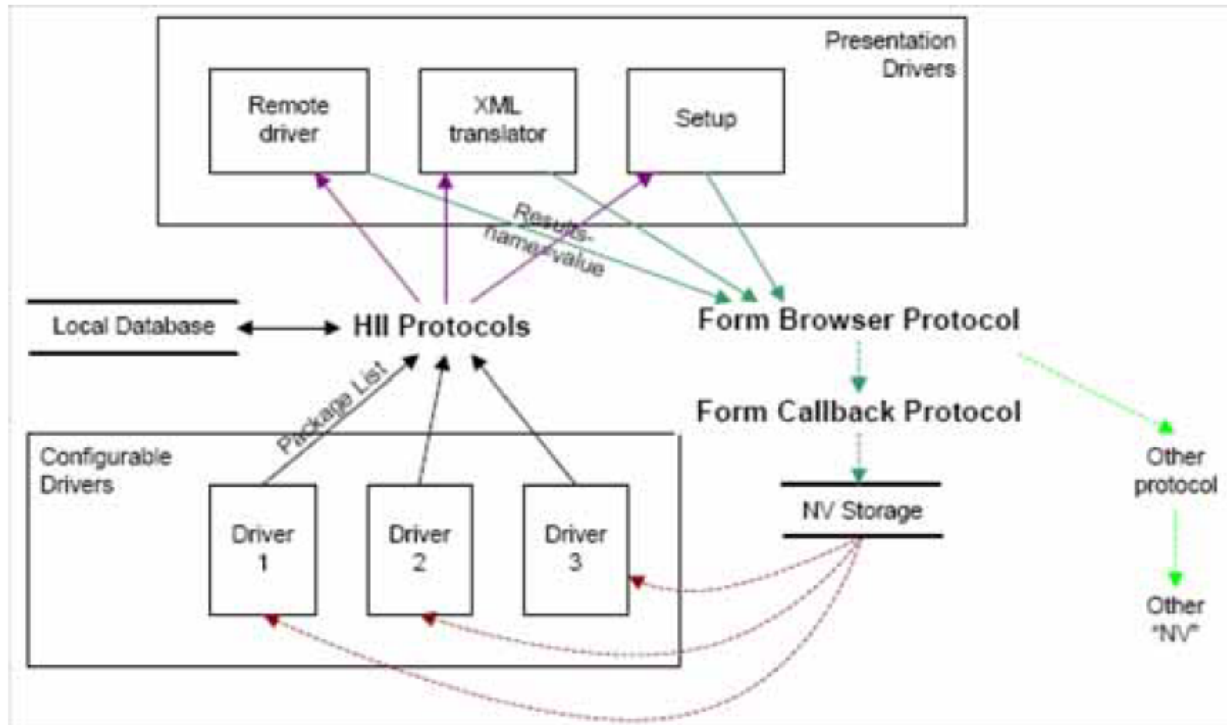 Presentation
Drivers
Remote
driver
XML
translator
Setup
Results-
name=value
Local Database
HII Protocols
Form Browser Protocol
Package List
Form Callback Protocol
Configurable
Drivers
Other
protocol
Driver
1
Driver
2
Driver
3
NV Storage
Other
"NV"